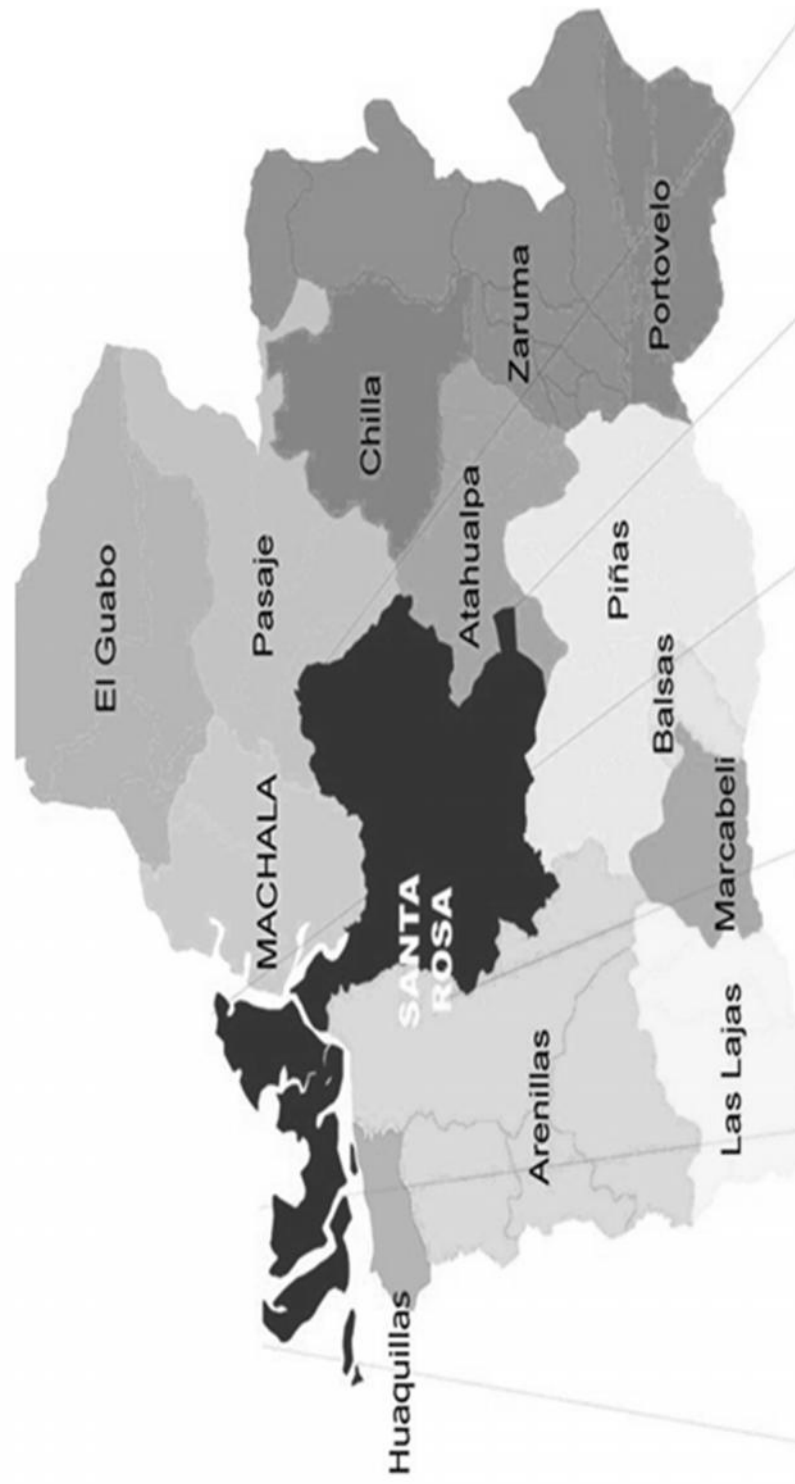 El Guabo
MACHALA
Pasaje
Chilla
SANTA
ROSA
Atahualpa
Zaruma
Huaquillas
Arenillas
Piñas
Portovelo
Balsas
Las Lajas
Marcabeli